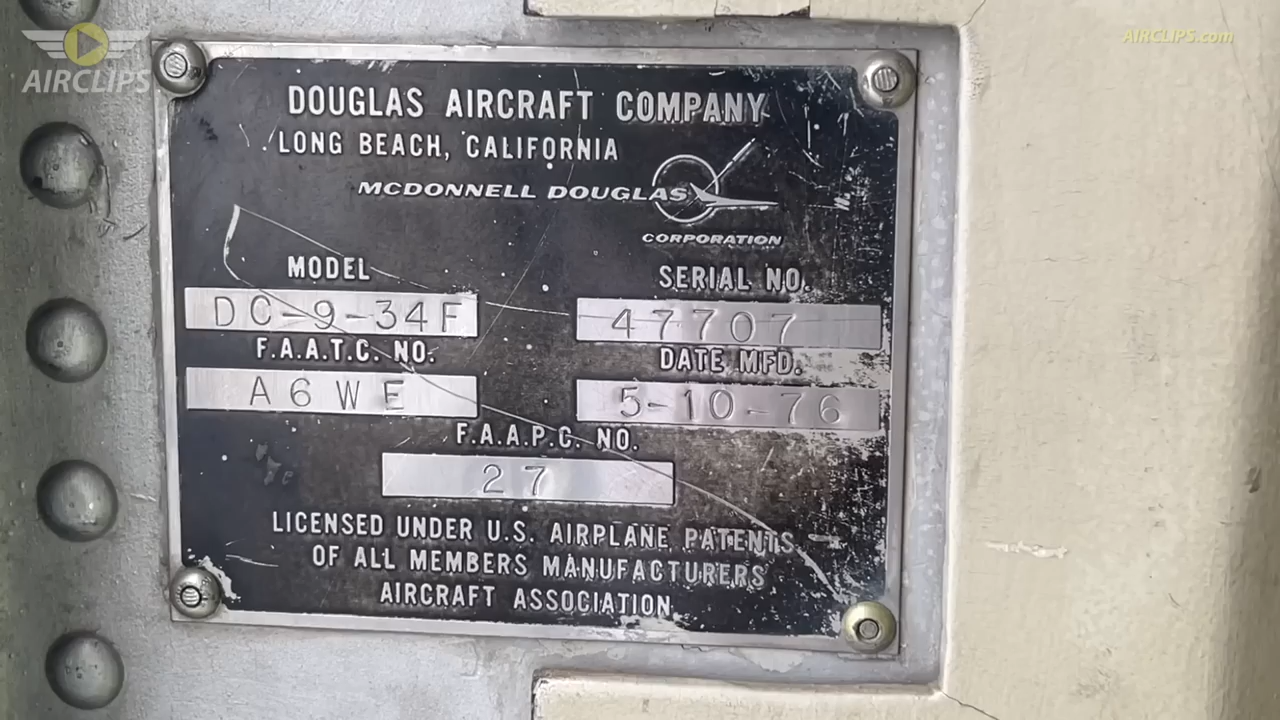 AIRCLIPS
AIRCLIPS.com
DOUGLAS AIRCRAFT COMPANY
LONG BEACH, CALIFORNIA
MCDONNELL DOUGLAS
CORPORATION
MODEL
DC-9-34F
SERIAL NO.
47707
F.A.A.T.C. NO.
A6WE
DATE MFD.
5-10-76
F.A.A.P.C. NO.
27
LICENSED UNDER U.S. AIRPLANE PATENTS
OF ALL MEMBERS MANUFACTURERS
AIRCRAFT ASSOCIATION